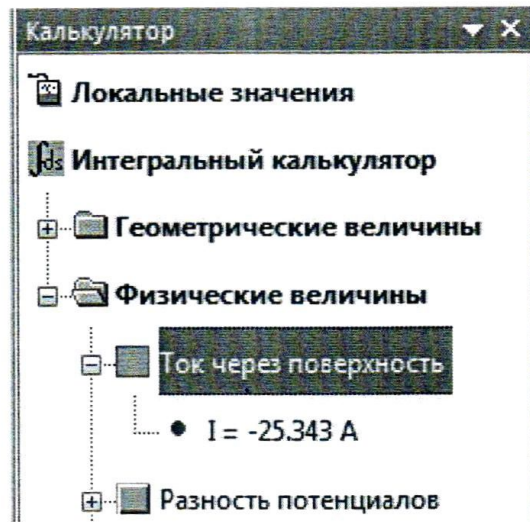 Калькулятор
Локальные значения
Интегральный калькулятор
Геометрические величины
Физические величины
Ток через поверхность
I = -25.343 A
Разность потенциалов